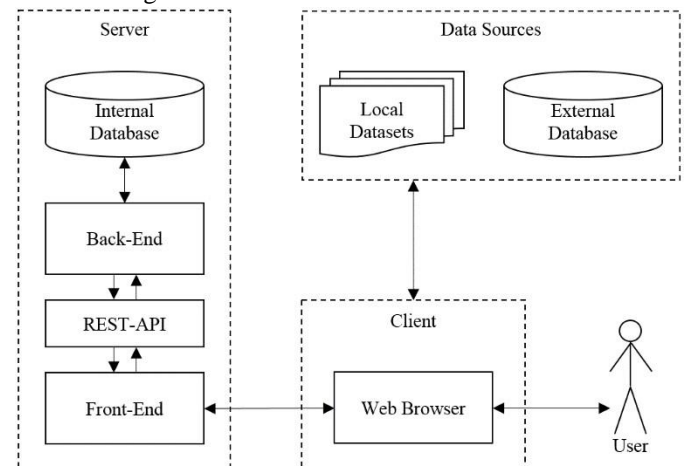 Server
Data Sources
Internal
Database
Local
Datasets
External
Database
Back-End
REST-API
Client
Front-End
Web Browser
User